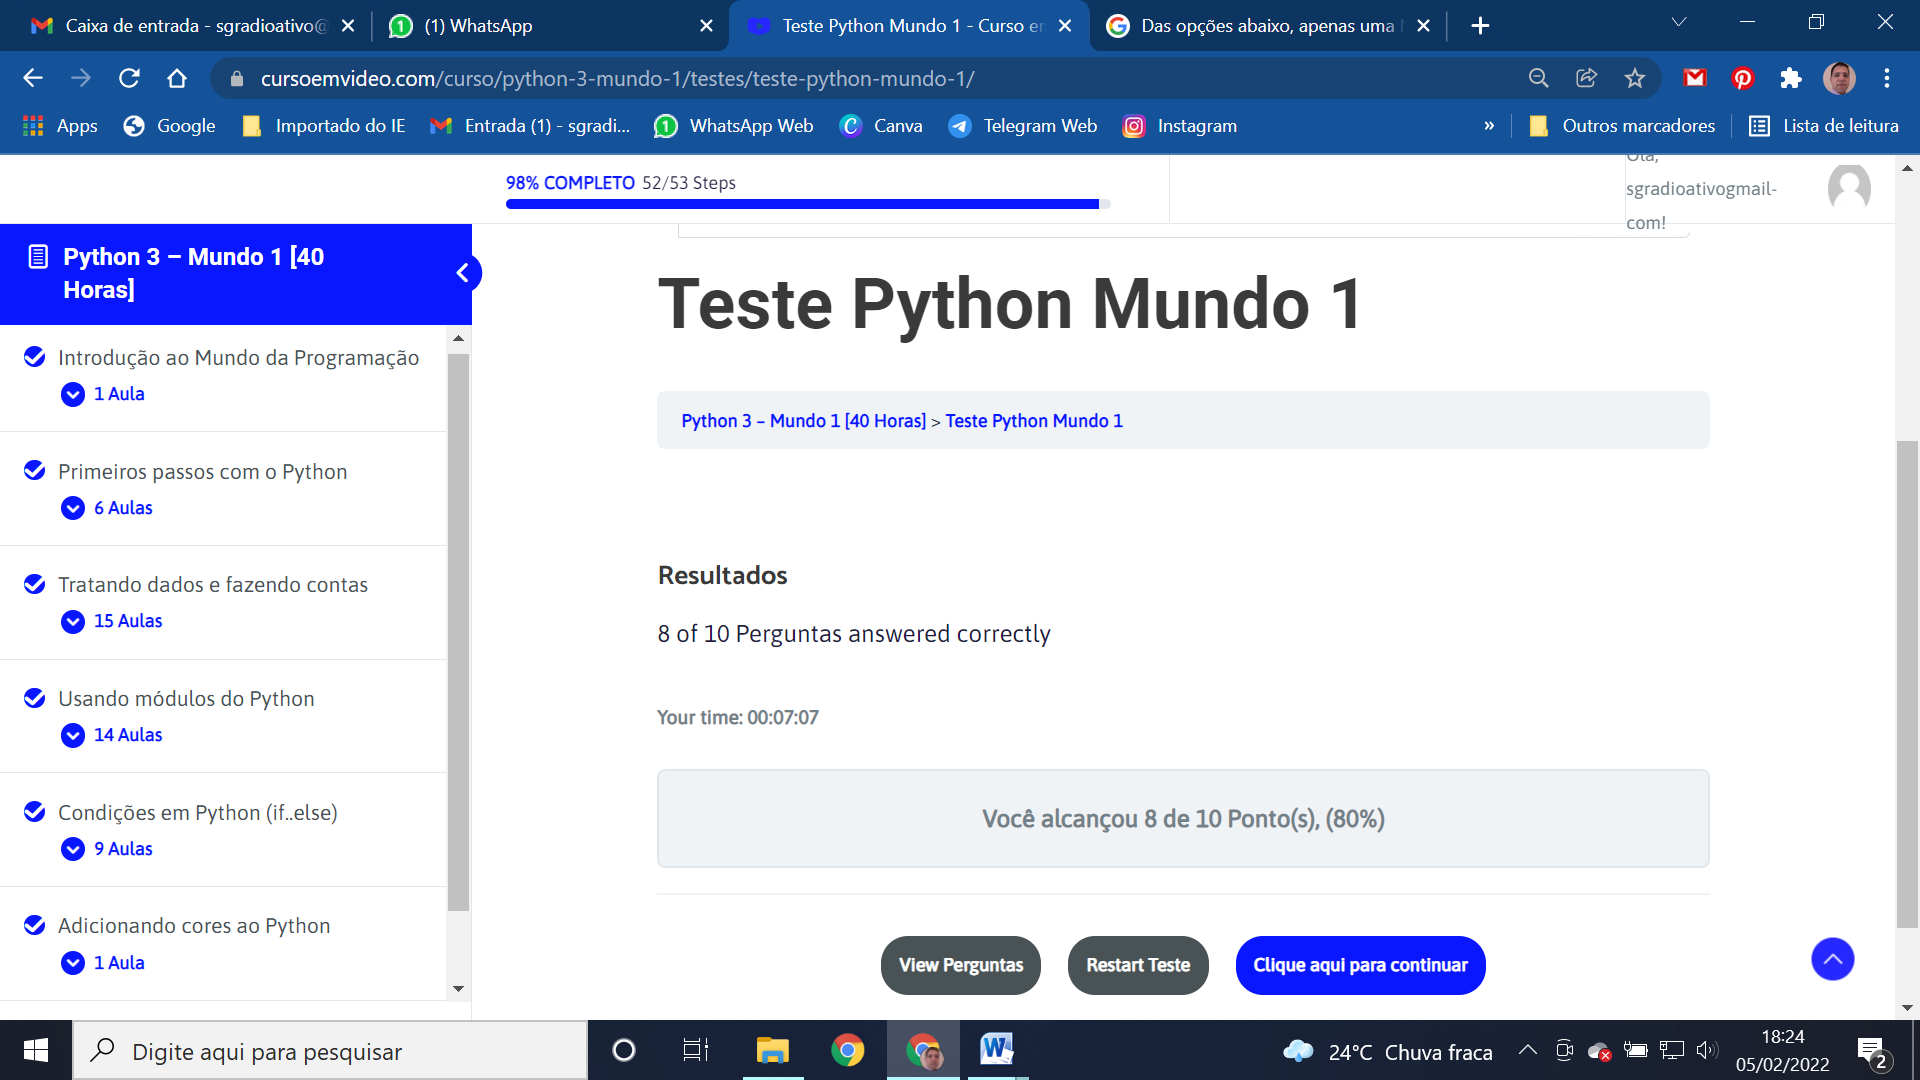 Caixa de entrada - sgradioativo@
(1) WhatsApp
Teste Python Mundo 1 - Curso em
Das opções abaixo, apenas uma
cursoemvideo.com/curso/python-3-mundo-1/testes/teste-python-mundo-1/
Apps
Google
Importado do IE
Entrada (1) - sgradi...
WhatsApp Web
Canva
Telegram Web
Instagram
»
Outros marcadores
Lista de leitura
98% COMPLETO 52/53 Steps
Olá,
sgradioativogmail-
com!
Python 3 – Mundo 1 [40
Horas]
Introdução ao Mundo da Programação
1 Aula
Primeiros passos com o Python
6 Aulas
Tratando dados e fazendo contas
15 Aulas
Usando módulos do Python
14 Aulas
Condições em Python (if..else)
9 Aulas
Adicionando cores ao Python
1 Aula
Teste Python Mundo 1
Python 3 – Mundo 1 [40 Horas] > Teste Python Mundo 1
Resultados
8 of 10 Perguntas answered correctly
Your time: 00:07:07
Você alcançou 8 de 10 Ponto(s), (80%)
View Perguntas
Restart Teste
Clique aqui para continuar
Digite aqui para pesquisar
24°C Chuva fraca
18:24
05/02/2022
2